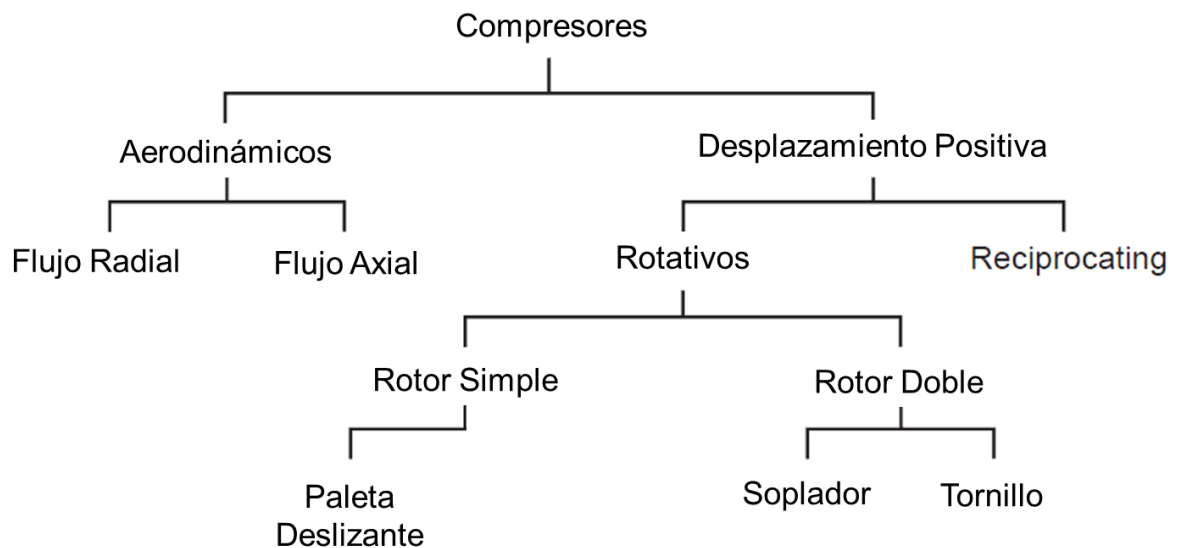 Compresores
Aerodinámicos
Desplazamiento Positiva
Flujo Radial
Flujo Axial
Rotativos
Reciprocating
Rotor Simple
Rotor Doble
Paleta
Deslizante
Soplador
Tornillo